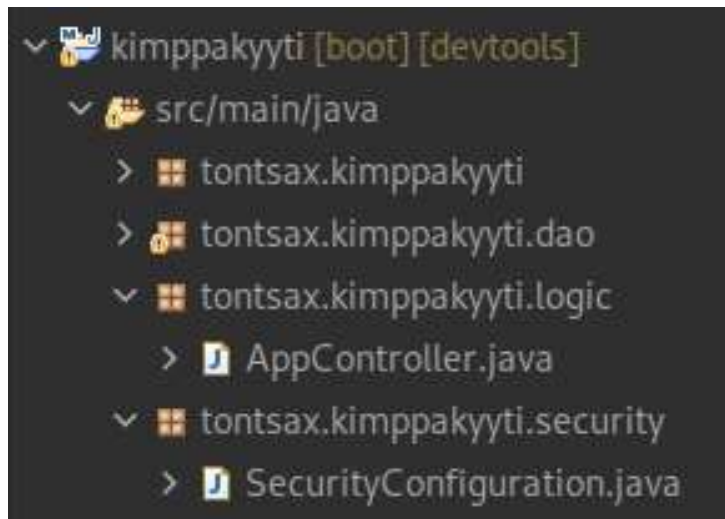 kimppakyyti [boot] [devtools]
src/main/java
tontsax.kimppakyyti
tontsax.kimppakyyti.dao
tontsax.kimppakyyti.logic
AppController.java
tontsax.kimppakyyti.security
SecurityConfiguration.java